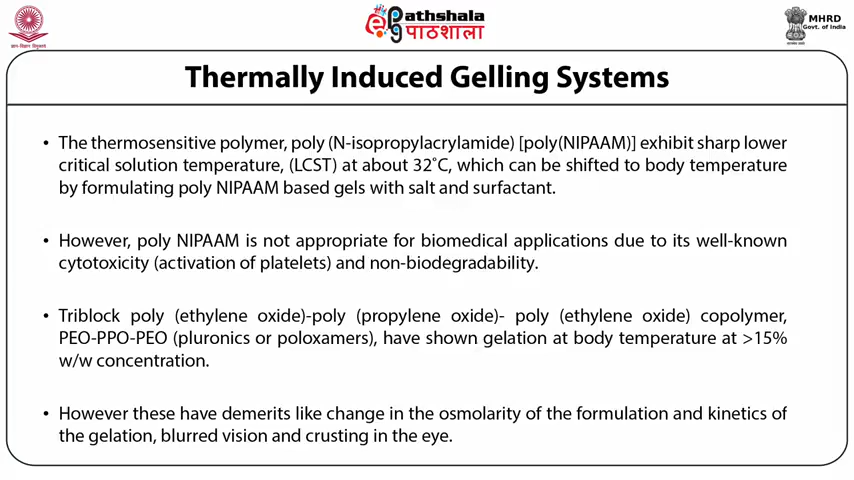 ePathshala
पाठशाला
MHRD
Govt. of India
Thermally Induced Gelling Systems
• The thermosensitive polymer, poly (N-isopropylacrylamide) [poly(NIPAAM)] exhibit sharp lower
critical solution temperature, (LCST) at about 32˚C, which can be shifted to body temperature
by formulating poly NIPAAM based gels with salt and surfactant.
• However, poly NIPAAM is not appropriate for biomedical applications due to its well-known
cytotoxicity (activation of platelets) and non-biodegradability.
• Triblock poly (ethylene oxide)-poly (propylene oxide)- poly (ethylene oxide) copolymer,
PEO-PPO-PEO (pluronics or poloxamers), have shown gelation at body temperature at >15%
w/w concentration.
• However these have demerits like change in the osmolarity of the formulation and kinetics of
the gelation, blurred vision and crusting in the eye.